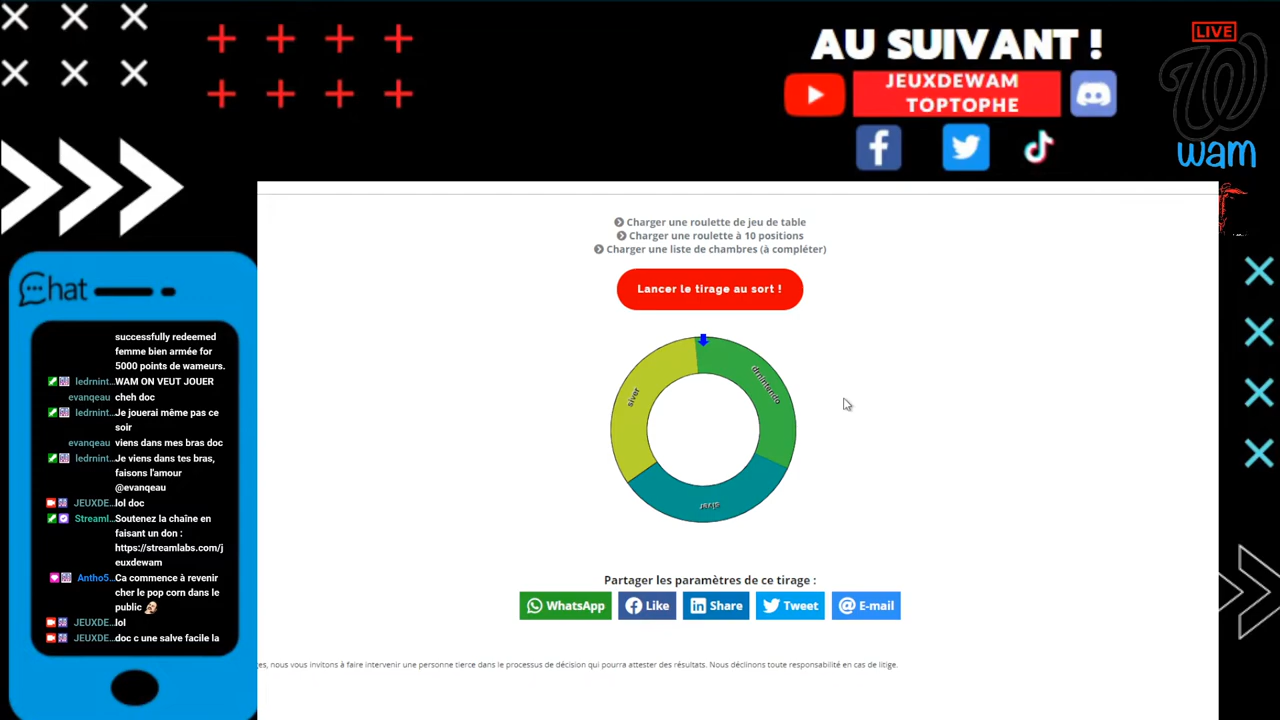 AU SUIVANT !
LIVE
JEUXDEWAM
TOPTOPHE
wam
Chat
successfully redeemed
femme bien armée for
5000 points de wameurs.
ledrnint... WAM ON VEUT JOUER
evanqeau cheh doc
ledrnint... Je jouerai même pas ce
soir
evanqeau viens dans mes bras doc
ledrnint... Je viens dans tes bras,
faisons l'amour
@evanqeau
JEUXDE... lol doc
Streaml... Soutenez la chaîne en
faisant un don :
https://streamlabs.com/j
euxdewam
Antho5... Ca commence à revenir
cher le pop corn dans le
public
JEUXDE... lol
JEUXDE... doc c une salve facile la
Charger une roulette de jeu de table
Charger une roulette à 10 positions
Charger une liste de chambres (à compléter)
Lancer le tirage au sort !
drnintendo
siver
Partager les paramètres de ce tirage :
WhatsApp
Like
Share
Tweet
E-mail
ges, nous vous invitons à faire intervenir une personne tierce dans le processus de décision qui pourra attester des résultats. Nous déclinons toute responsabilité en cas de litige.